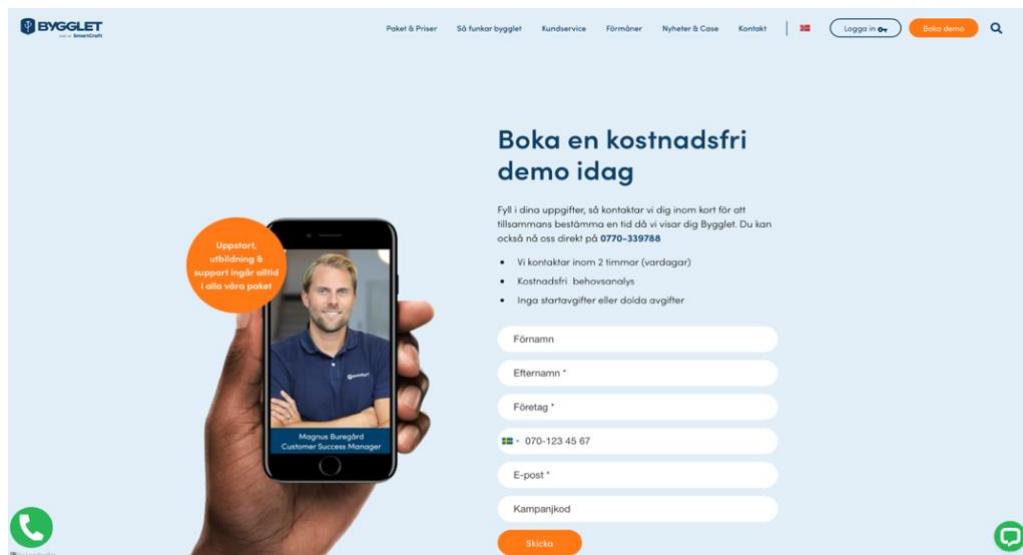 BYGGLET
part of SmartCraft
Paket & Priser
Så funkar bygglet
Kundservice
Förmåner
Nyheter & Case
Kontakt
Logga in
Boka demo
Boka en kostnadsfri
demo idag
Fyll i dina uppgifter, så kontaktar vi dig inom kort för att
tillsammans bestämma en tid då vi visar dig Bygglet. Du kan
också nå oss direkt på 0770-339788
Vi kontaktar inom 2 timmar (vardagar)
Kostnadsfri behovsanalys
Inga startavgifter eller dolda avgifter
Uppstart,
utbildning &
support ingår alltid
i alla våra paket
Magnus Buregård
Customer Success Manager
Förnamn
Efternamn *
Företag *
070-123 45 67
E-post *
Kampanjkod
Skicka